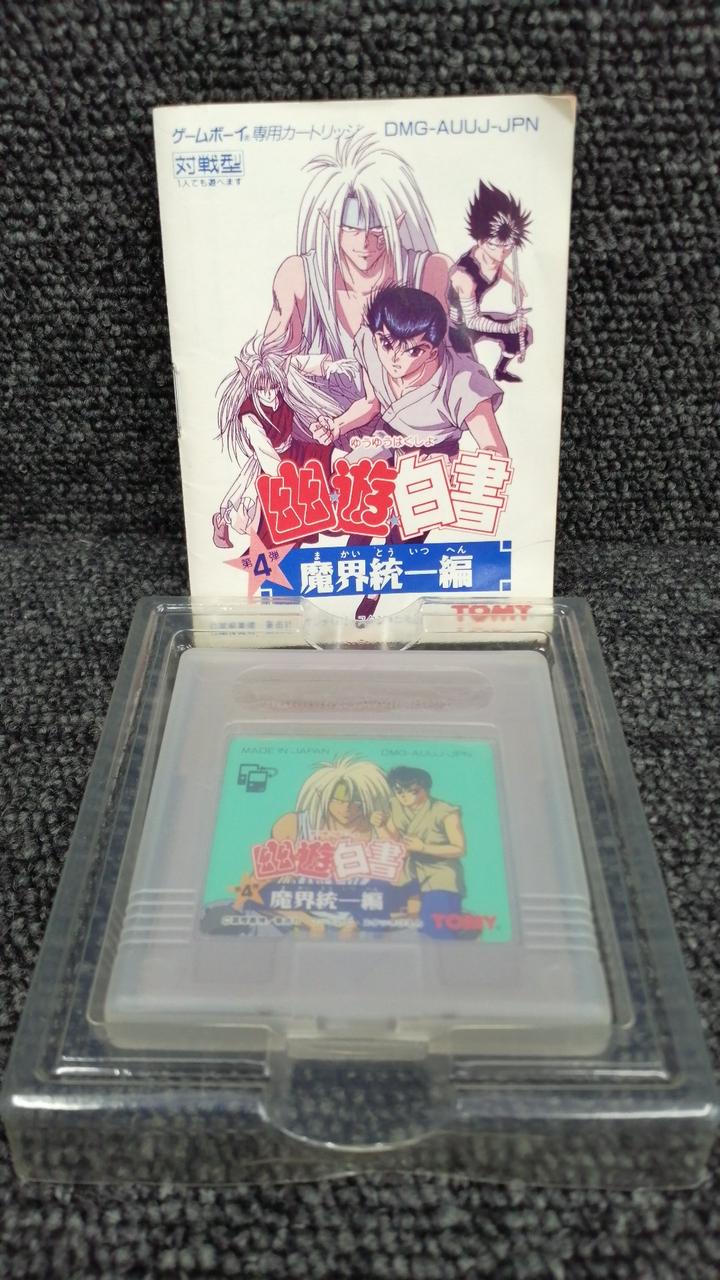 ゲームボーイ®専用カートリッジ DMG-AUUJ-JPN
対戦型
1人でも遊べます
ゆうゆうはくしょ
幽★遊★白書
第4弾
ま かい とう いつ へん
魔界統一編
TOMY
MADE IN JAPAN DMG-AUUJ-JPN
幽遊白書
第4弾
魔界統一編
TOMY